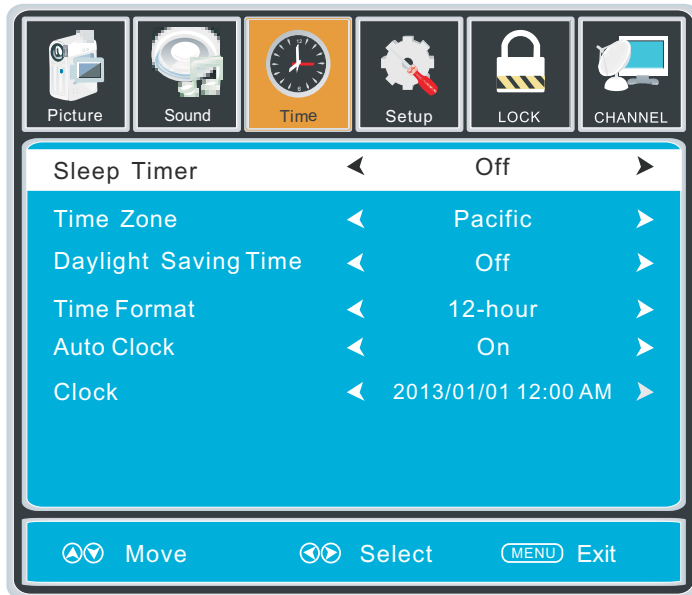 Picture Sound Time Setup LOCK CHANNEL
Sleep Timer Off
Time Zone Pacific
Daylight Saving Time Off
Time Format 12-hour
Auto Clock On
Clock 2013/01/01 12:00 AM
Move Select MENU Exit